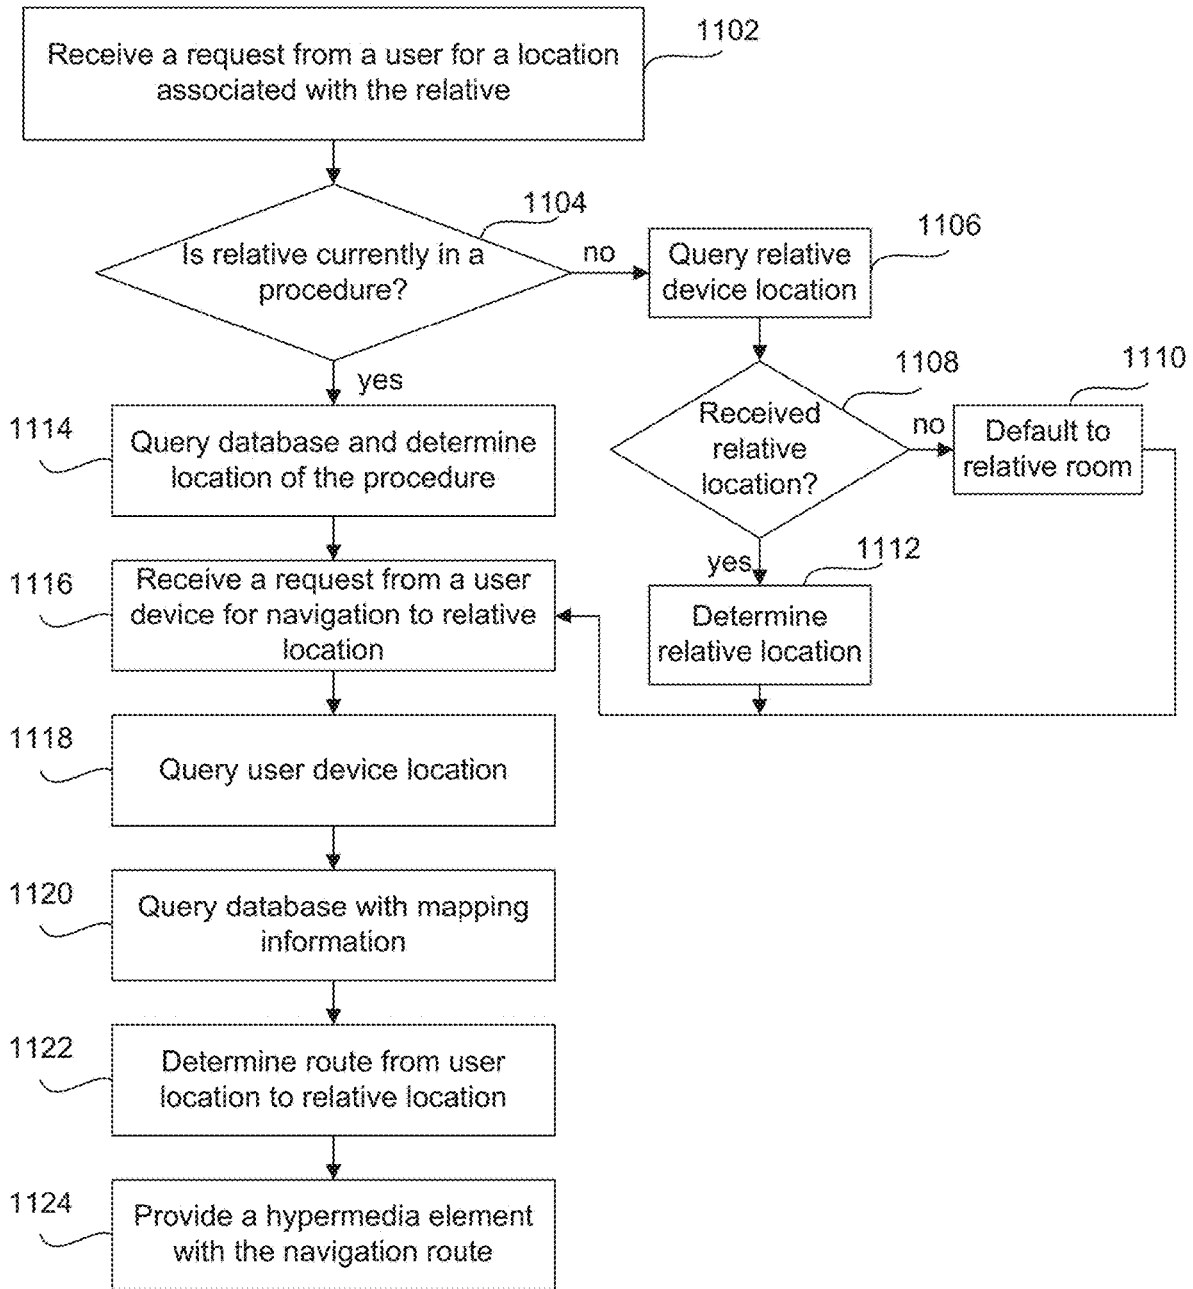 1102
Receive a request from a user for a location
associated with the relative
1104
Is relative currently in a
procedure?
no
yes
1106
Query relative
device location
1108
Received
relative
location?
no
yes
1110
Default to
relative room
1112
Determine
relative location
1114
Query database and determine
location of the procedure
1116
Receive a request from a user
device for navigation to relative
location
1118
Query user device location
1120
Query database with mapping
information
1122
Determine route from user
location to relative location
1124
Provide a hypermedia element
with the navigation route